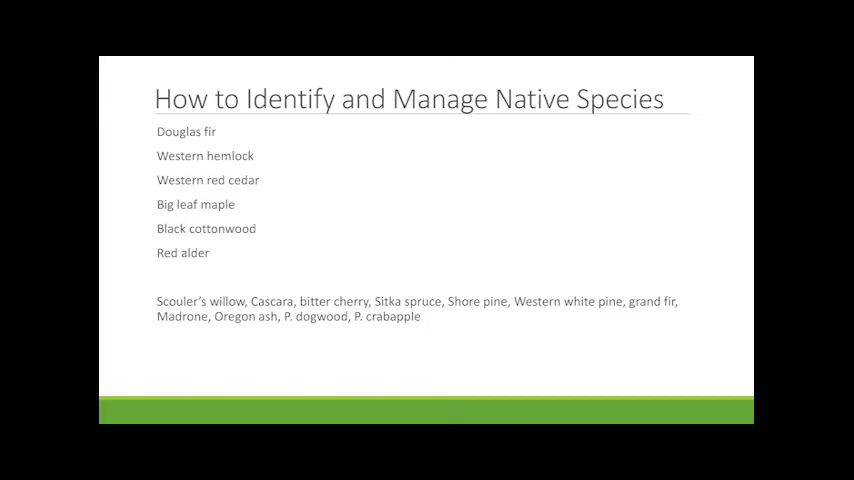 How to Identify and Manage Native Species
Douglas fir
Western hemlock
Western red cedar
Big leaf maple
Black cottonwood
Red alder
Scouler’s willow, Cascara, bitter cherry, Sitka spruce, Shore pine, Western white pine, grand fir,
Madrone, Oregon ash, P. dogwood, P. crabapple